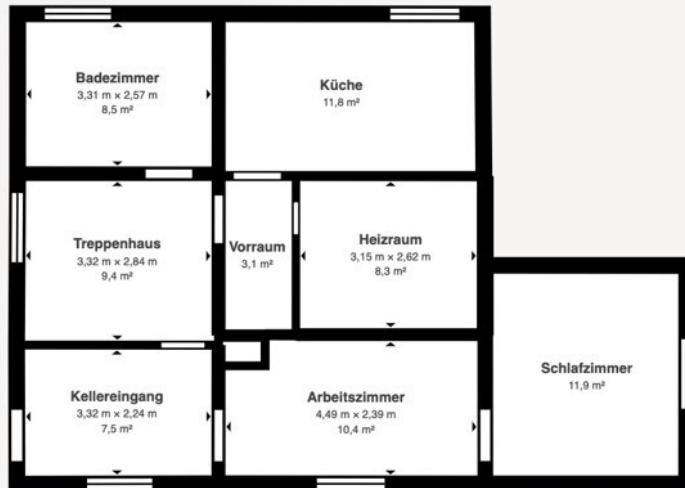 Badezimmer
3,31 m × 2,57 m
8,5 m²
Küche
11,8 m²
Treppenhaus
3,32 m × 2,84 m
9,4 m²
Vorraum
3,1 m²
Heizraum
3,15 m × 2,62 m
8,3 m²
Schlafzimmer
11,9 m²
Kellereingang
3,32 m × 2,24 m
7,5 m²
Arbeitszimmer
4,49 m × 2,39 m
10,4 m²